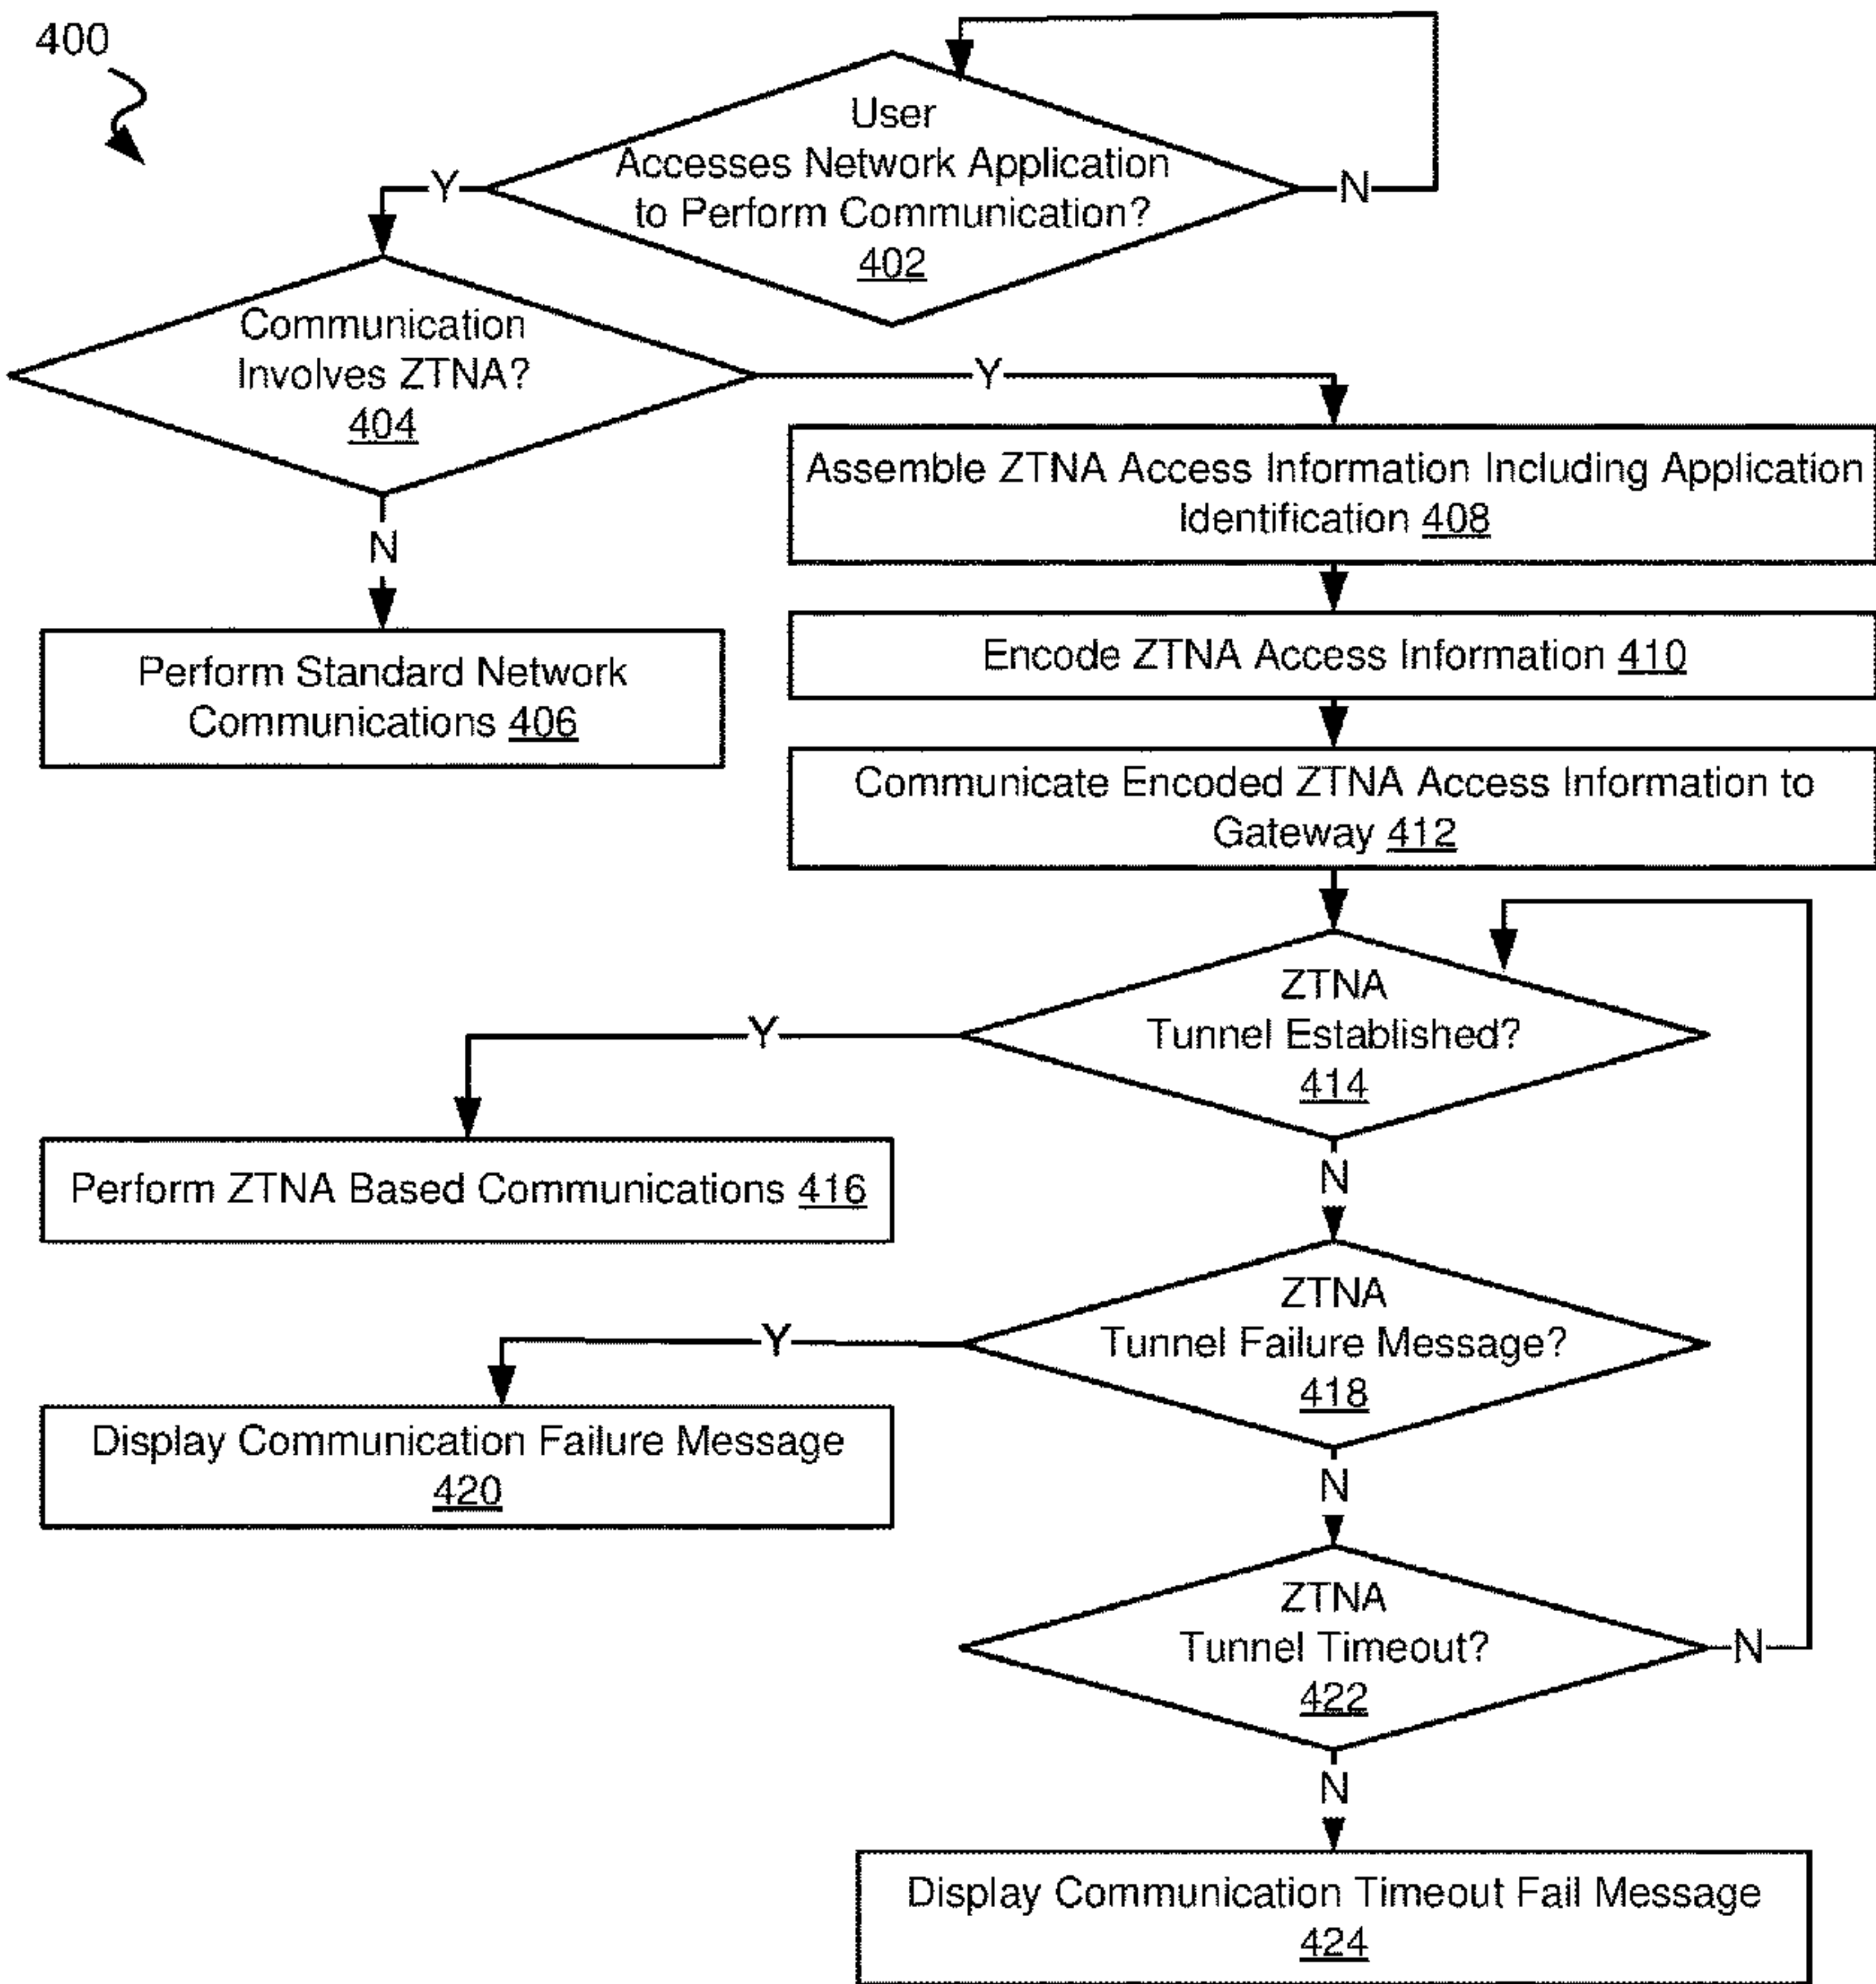 400
User
Accesses Network Application
to Perform Communication?
402
Y
N
Communication
Involves ZTNA?
404
Y
N
Assemble ZTNA Access Information Including Application
Identification 408
Perform Standard Network
Communications 406
Encode ZTNA Access Information 410
Communicate Encoded ZTNA Access Information to
Gateway 412
ZTNA
Tunnel Established?
414
Y
N
Perform ZTNA Based Communications 416
ZTNA
Tunnel Failure Message?
418
Y
N
Display Communication Failure Message
420
ZTNA
Tunnel Timeout?
422
N
N
Display Communication Timeout Fail Message
424